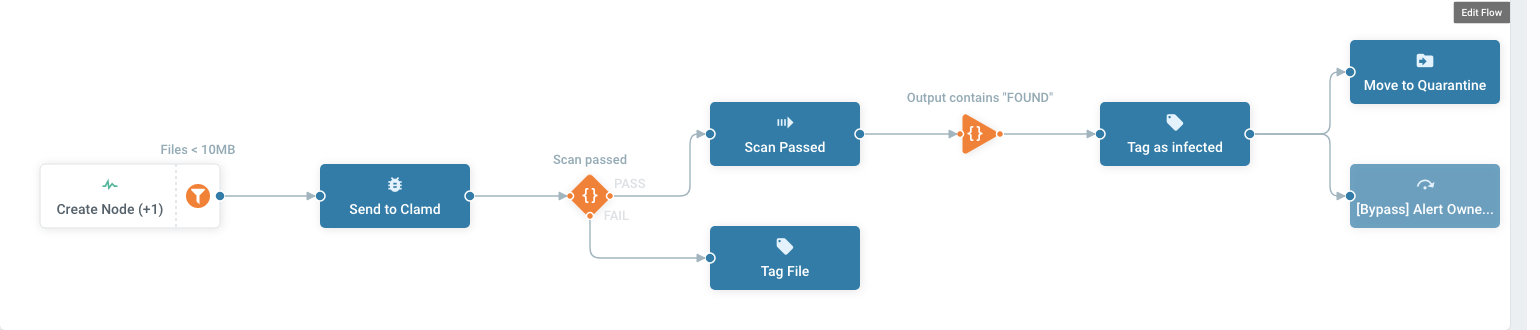 Edit Flow
Move to Quarantine
Output contains "FOUND"
Scan Passed
Tag as infected
Files < 10MB
Scan passed
PASS
Create Node (+1)
Send to Clamd
{}
{}
FAIL
[Bypass] Alert Owne...
Tag File